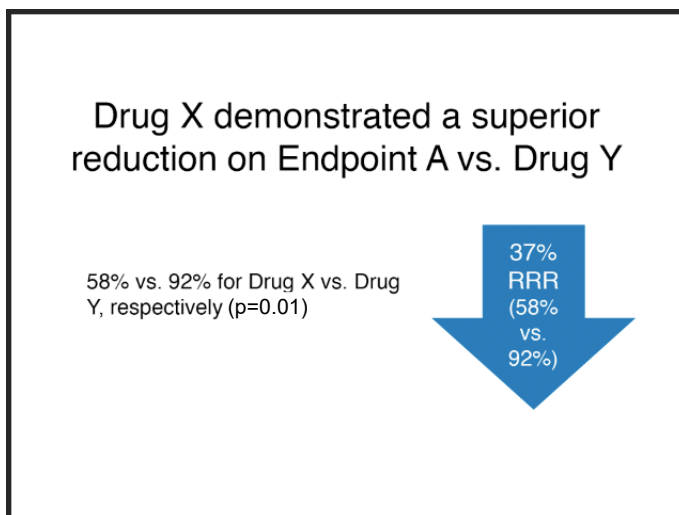 Drug X demonstrated a superior
reduction on Endpoint A vs. Drug Y
58% vs. 92% for Drug X vs. Drug
Y, respectively (p=0.01)
37%
RRR
(58%
vs.
92%)